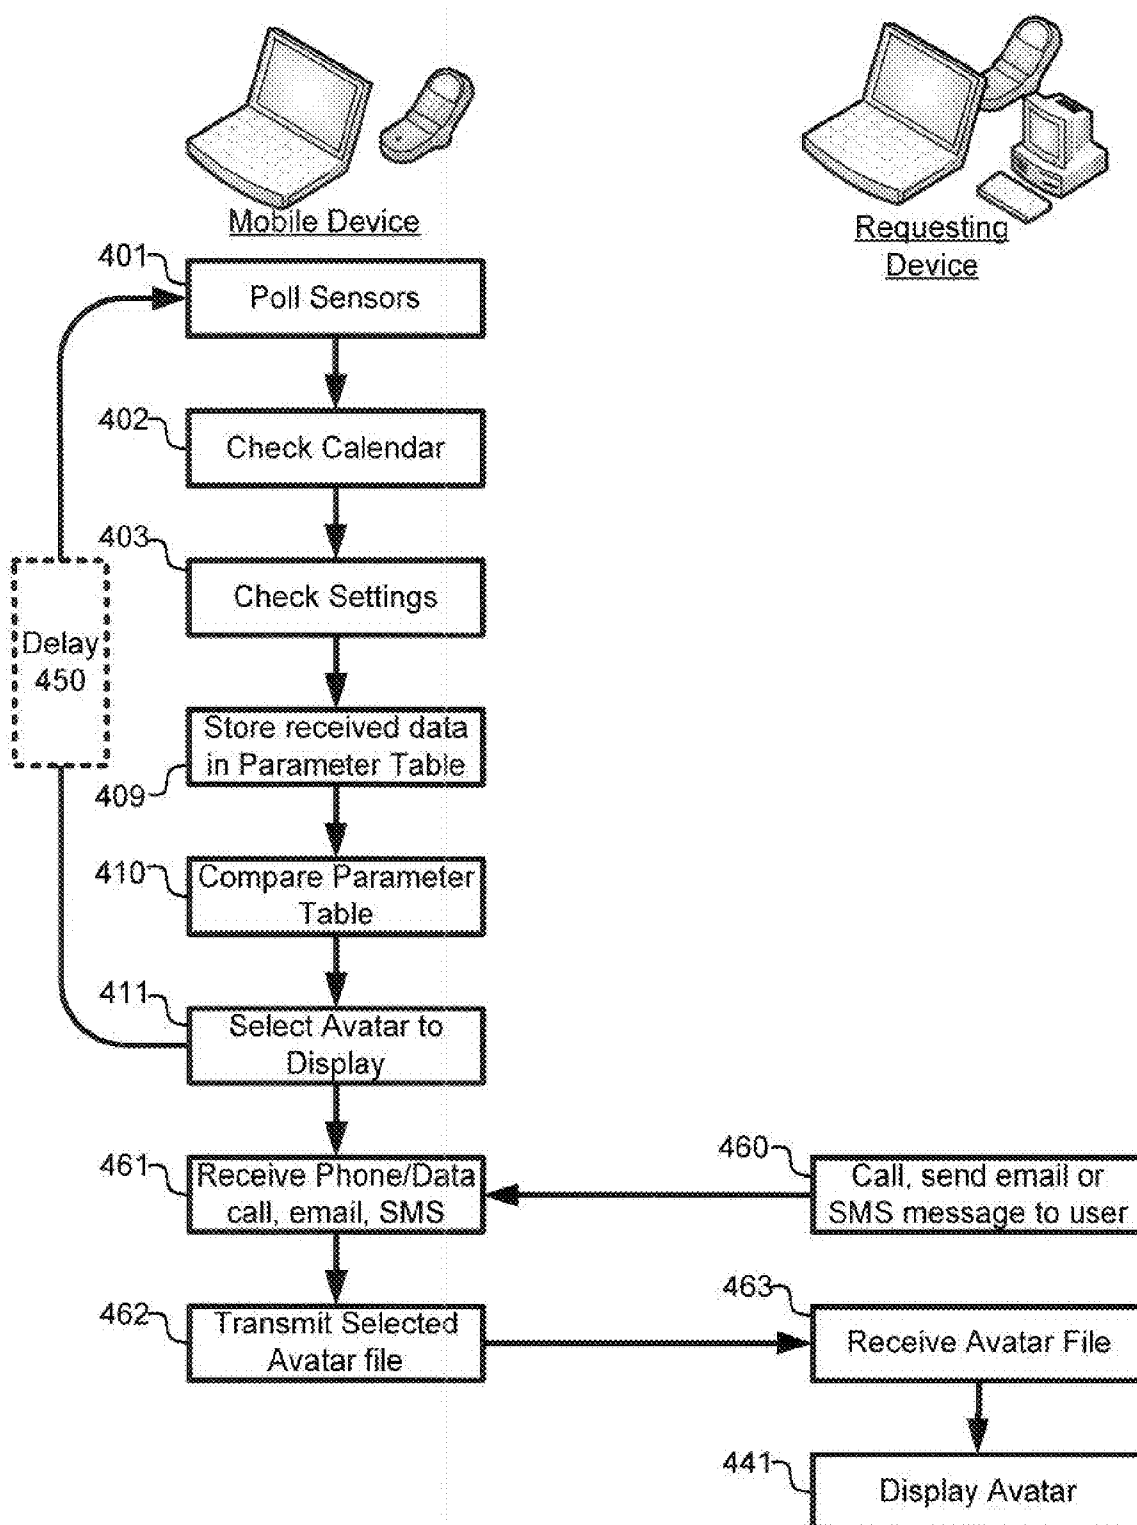 Mobile Device
Requesting
Device
401
Poll Sensors
402
Check Calendar
403
Check Settings
Delay
450
Store received data
in Parameter Table
409
410
Compare Parameter
Table
411
Select Avatar to
Display
461
Receive Phone/Data
call, email, SMS
460
Call, send email or
SMS message to user
462
Transmit Selected
Avatar file
463
Receive Avatar File
441
Display Avatar